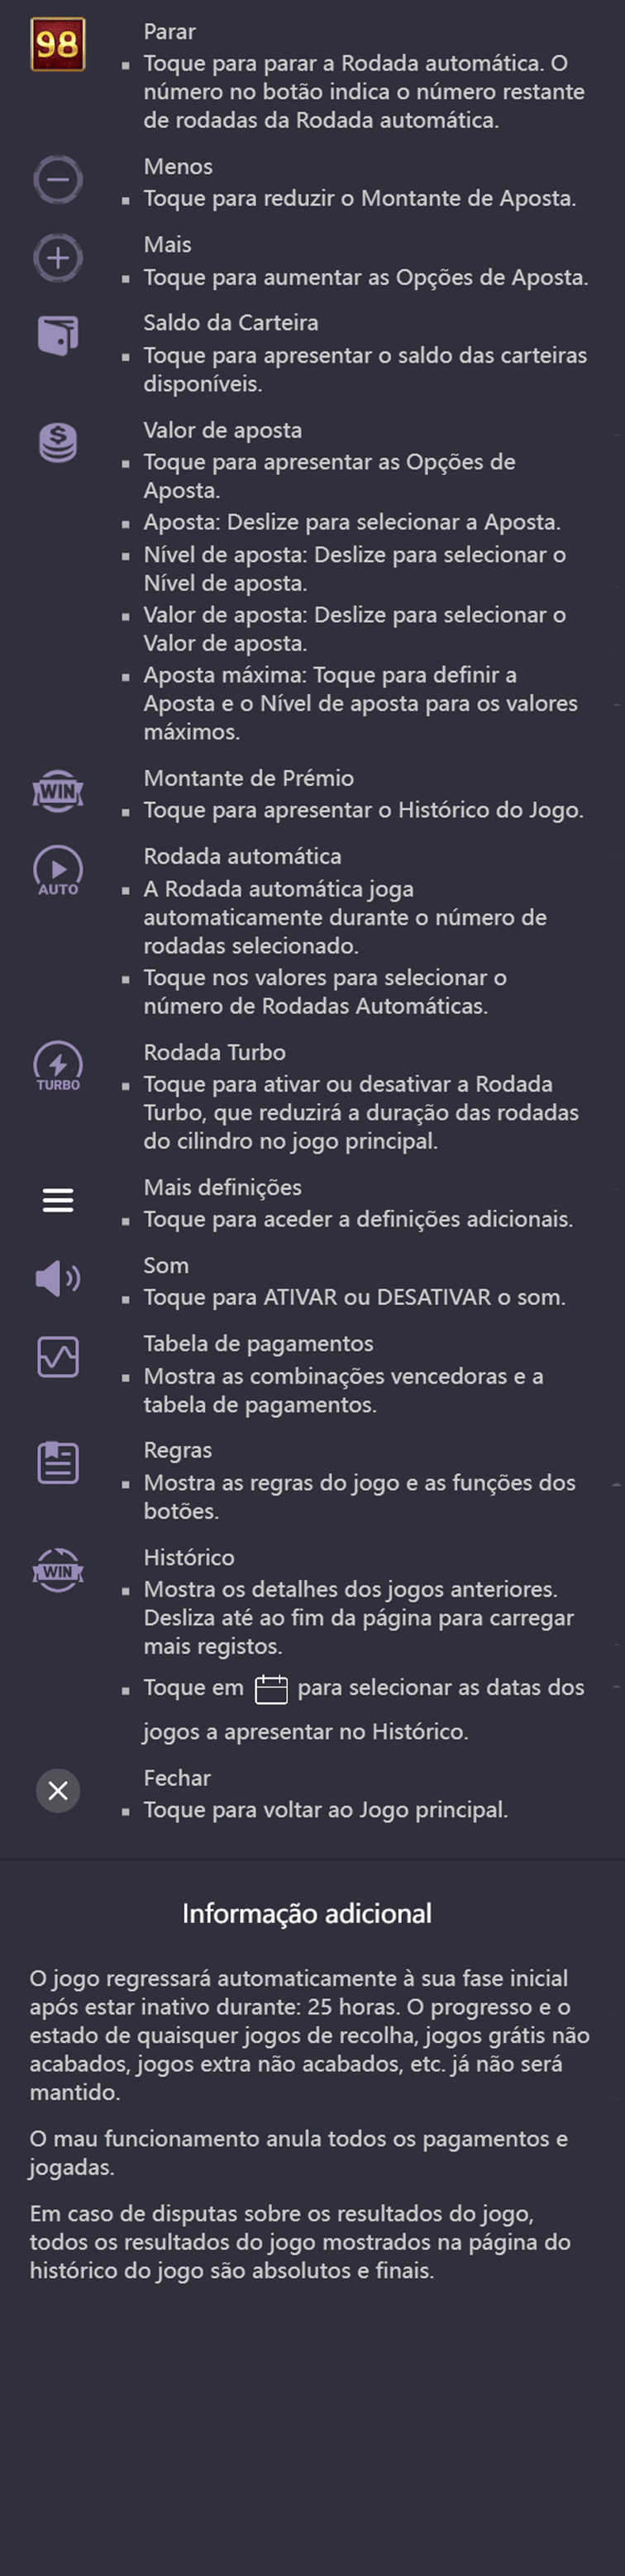 98
Parar
▪ Toque para parar a Rodada automática. O
número no botão indica o número restante
de rodadas da Rodada automática.
Menos
▪ Toque para reduzir o Montante de Aposta.
Mais
▪ Toque para aumentar as Opções de Aposta.
Saldo da Carteira
▪ Toque para apresentar o saldo das carteiras
disponíveis.
Valor de aposta
▪ Toque para apresentar as Opções de
Aposta.
▪ Aposta: Deslize para selecionar a Aposta.
▪ Nível de aposta: Deslize para selecionar o
Nível de aposta.
▪ Valor de aposta: Deslize para selecionar o
Valor de aposta.
▪ Aposta máxima: Toque para definir a
Aposta e o Nível de aposta para os valores
máximos.
WIN
Montante de Prémio
▪ Toque para apresentar o Histórico do Jogo.
AUTO
Rodada automática
▪ A Rodada automática joga
automaticamente durante o número de
rodadas selecionado.
▪ Toque nos valores para selecionar o
número de Rodadas Automáticas.
TURBO
Rodada Turbo
▪ Toque para ativar ou desativar a Rodada
Turbo, que reduzirá a duração das rodadas
do cilindro no jogo principal.
Mais definições
▪ Toque para aceder a definições adicionais.
Som
▪ Toque para ATIVAR ou DESATIVAR o som.
Tabela de pagamentos
▪ Mostra as combinações vencedoras e a
tabela de pagamentos.
Regras
▪ Mostra as regras do jogo e as funções dos
botões.
WIN
Histórico
▪ Mostra os detalhes dos jogos anteriores.
Desliza até ao fim da página para carregar
mais registos.
▪ Toque em para selecionar as datas dos
jogos a apresentar no Histórico.
Fechar
▪ Toque para voltar ao Jogo principal.
Informação adicional
O jogo regressará automaticamente à sua fase inicial
após estar inativo durante: 25 horas. O progresso e o
estado de quaisquer jogos de recolha, jogos grátis não
acabados, jogos extra não acabados, etc. já não será
mantido.
O mau funcionamento anula todos os pagamentos e
jogadas.
Em caso de disputas sobre os resultados do jogo,
todos os resultados do jogo mostrados na página do
histórico do jogo são absolutos e finais.